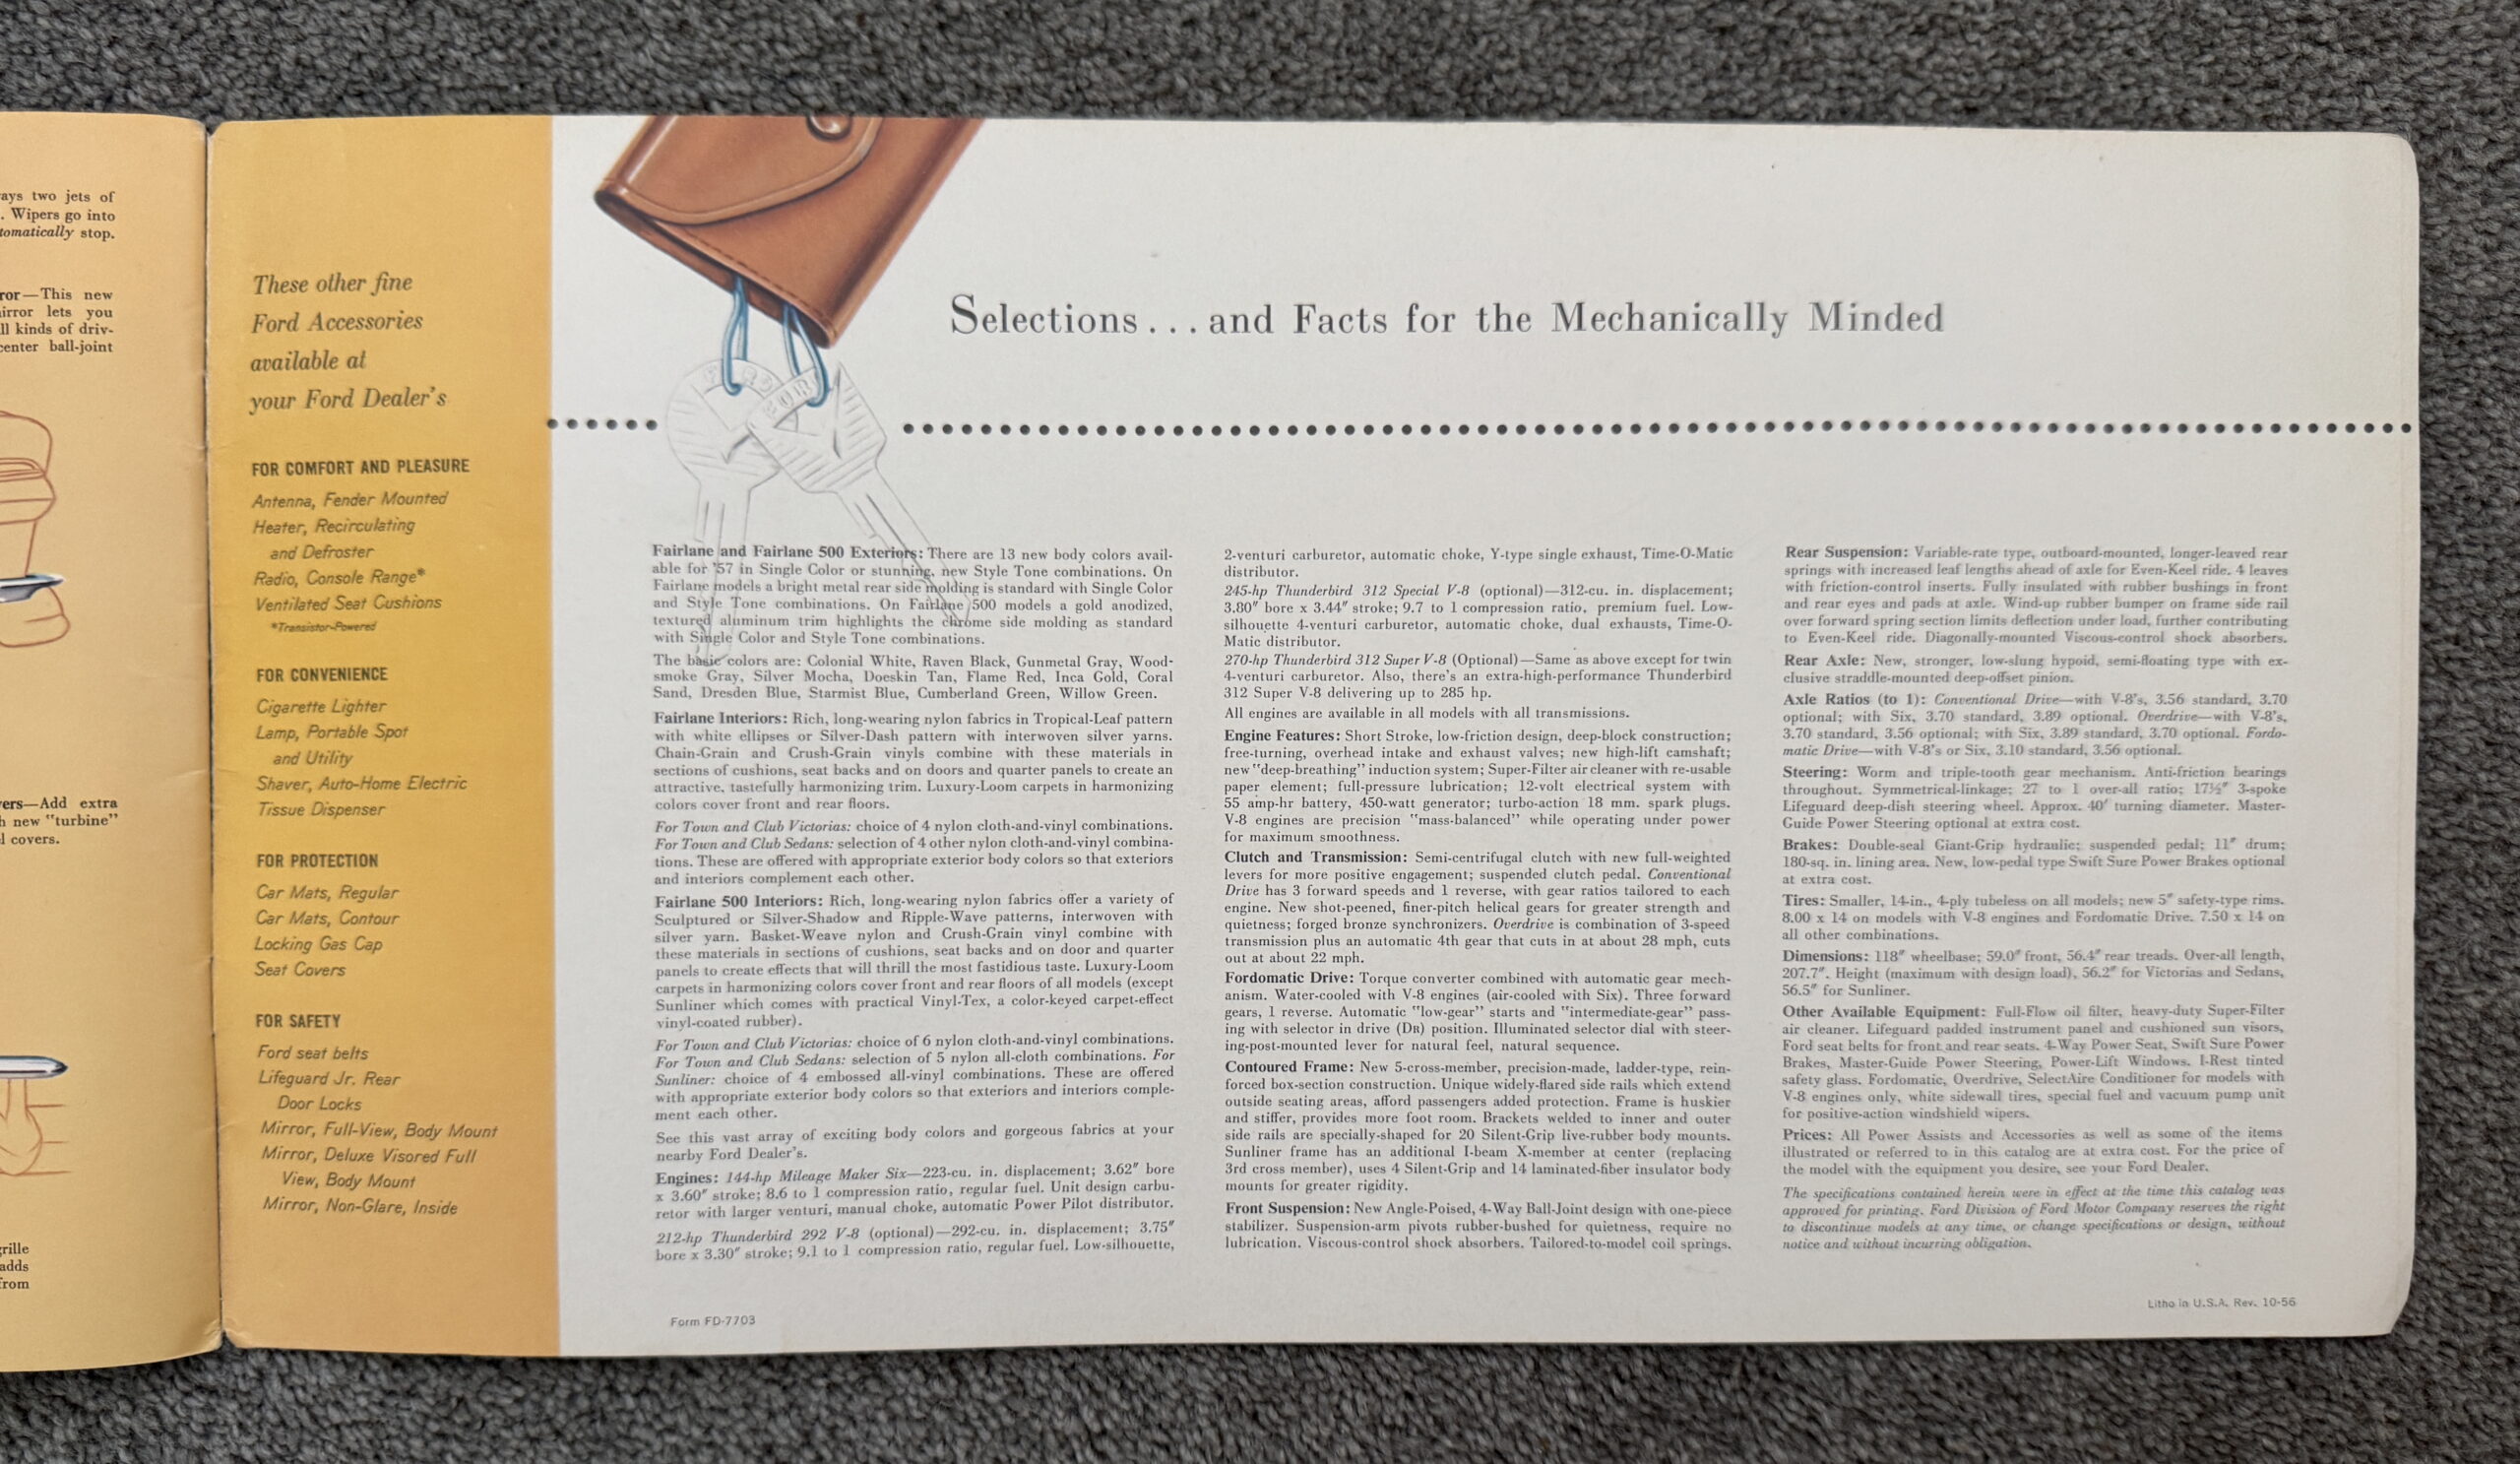 ays two jets of
. Wipers go into
tomatically stop.
ror—This new
irror lets you
ll kinds of driv-
center ball-joint
ers—Add extra
h new "turbine"
l covers.
grille
adds
from
These other fine
Ford Accessories
available at
your Ford Dealer's
FOR COMFORT AND PLEASURE
Antenna, Fender Mounted
Heater, Recirculating
and Defroster
Radio, Console Range*
Ventilated Seat Cushions
*Transistor-Powered
FOR CONVENIENCE
Cigarette Lighter
Lamp, Portable Spot
and Utility
Shaver, Auto-Home Electric
Tissue Dispenser
FOR PROTECTION
Car Mats, Regular
Car Mats, Contour
Locking Gas Cap
Seat Covers
FOR SAFETY
Ford seat belts
Lifeguard Jr. Rear
Door Locks
Mirror, Full-View, Body Mount
Mirror, Deluxe Visored Full
View, Body Mount
Mirror, Non-Glare, Inside
Selections . . . and Facts for the Mechanically Minded
Fairlane and Fairlane 500 Exteriors: There are 13 new body colors avail-
able for '57 in Single Color or stunning, new Style Tone combinations. On
Fairlane models a bright metal rear side molding is standard with Single Color
and Style Tone combinations. On Fairlane 500 models a gold anodized,
textured aluminum trim highlights the chrome side molding as standard
with Single Color and Style Tone combinations.
The basic colors are: Colonial White, Raven Black, Gunmetal Gray, Wood-
smoke Gray, Silver Mocha, Doeskin Tan, Flame Red, Inca Gold, Coral
Sand, Dresden Blue, Starmist Blue, Cumberland Green, Willow Green.
Fairlane Interiors: Rich, long-wearing nylon fabrics in Tropical-Leaf pattern
with white ellipses or Silver-Dash pattern with interwoven silver yarns.
Chain-Grain and Crush-Grain vinyls combine with these materials in
sections of cushions, seat backs and on doors and quarter panels to create an
attractive, tastefully harmonizing trim. Luxury-Loom carpets in harmonizing
colors cover front and rear floors.
For Town and Club Victorias: choice of 4 nylon cloth-and-vinyl combinations.
For Town and Club Sedans: selection of 4 other nylon cloth-and-vinyl combina-
tions. These are offered with appropriate exterior body colors so that exteriors
and interiors complement each other.
Fairlane 500 Interiors: Rich, long-wearing nylon fabrics offer a variety of
Sculptured or Silver-Shadow and Ripple-Wave patterns, interwoven with
silver yarn. Basket-Weave nylon and Crush-Grain vinyl combine with
these materials in sections of cushions, seat backs and on door and quarter
panels to create effects that will thrill the most fastidious taste. Luxury-Loom
carpets in harmonizing colors cover front and rear floors of all models (except
Sunliner which comes with practical Vinyl-Tex, a color-keyed carpet-effect
vinyl-coated rubber).
For Town and Club Victorias: choice of 6 nylon cloth-and-vinyl combinations.
For Town and Club Sedans: selection of 5 nylon all-cloth combinations. For
Sunliner: choice of 4 embossed all-vinyl combinations. These are offered
with appropriate exterior body colors so that exteriors and interiors comple-
ment each other.
See this vast array of exciting body colors and gorgeous fabrics at your
nearby Ford Dealer's.
Engines: 144-hp Mileage Maker Six—223-cu. in. displacement; 3.62" bore
x 3.60" stroke; 8.6 to 1 compression ratio, regular fuel. Unit design carbu-
retor with larger venturi, manual choke, automatic Power Pilot distributor.
212-hp Thunderbird 292 V-8 (optional)—292-cu. in. displacement; 3.75"
bore x 3.30" stroke; 9.1 to 1 compression ratio, regular fuel. Low-silhouette,
2-venturi carburetor, automatic choke, Y-type single exhaust, Time-O-Matic
distributor.
245-hp Thunderbird 312 Special V-8 (optional)—312-cu. in. displacement;
3.80" bore x 3.44" stroke; 9.7 to 1 compression ratio, premium fuel. Low-
silhouette 4-venturi carburetor, automatic choke, dual exhausts, Time-O-
Matic distributor.
270-hp Thunderbird 312 Super V-8 (Optional)—Same as above except for twin
4-venturi carburetor. Also, there's an extra-high-performance Thunderbird
312 Super V-8 delivering up to 285 hp.
All engines are available in all models with all transmissions.
Engine Features: Short Stroke, low-friction design, deep-block construction;
free-turning, overhead intake and exhaust valves; new high-lift camshaft;
new "deep-breathing" induction system; Super-Filter air cleaner with re-usable
paper element; full-pressure lubrication; 12-volt electrical system with
55 amp-hr battery, 450-watt generator; turbo-action 18 mm. spark plugs.
V-8 engines are precision "mass-balanced" while operating under power
for maximum smoothness.
Clutch and Transmission: Semi-centrifugal clutch with new full-weighted
levers for more positive engagement; suspended clutch pedal. Conventional
Drive has 3 forward speeds and 1 reverse, with gear ratios tailored to each
engine. New shot-peened, finer-pitch helical gears for greater strength and
quietness; forged bronze synchronizers. Overdrive is combination of 3-speed
transmission plus an automatic 4th gear that cuts in at about 28 mph, cuts
out at about 22 mph.
Fordomatic Drive: Torque converter combined with automatic gear mech-
anism. Water-cooled with V-8 engines (air-cooled with Six). Three forward
gears, 1 reverse. Automatic "low-gear" starts and "intermediate-gear" pass-
ing with selector in drive (DR) position. Illuminated selector dial with steer-
ing-post-mounted lever for natural feel, natural sequence.
Contoured Frame: New 5-cross-member, precision-made, ladder-type, rein-
forced box-section construction. Unique widely-flared side rails which extend
outside seating areas, afford passengers added protection. Frame is huskier
and stiffer, provides more foot room. Brackets welded to inner and outer
side rails are specially-shaped for 20 Silent-Grip live-rubber body mounts.
Sunliner frame has an additional I-beam X-member at center (replacing
3rd cross member), uses 4 Silent-Grip and 14 laminated-fiber insulator body
mounts for greater rigidity.
Front Suspension: New Angle-Poised, 4-Way Ball-Joint design with one-piece
stabilizer. Suspension-arm pivots rubber-bushed for quietness, require no
lubrication. Viscous-control shock absorbers. Tailored-to-model coil springs.
Rear Suspension: Variable-rate type, outboard-mounted, longer-leaved rear
springs with increased leaf lengths ahead of axle for Even-Keel ride. 4 leaves
with friction-control inserts. Fully insulated with rubber bushings in front
and rear eyes and pads at axle. Wind-up rubber bumper on frame side rail
over forward spring section limits deflection under load, further contributing
to Even-Keel ride. Diagonally-mounted Viscous-control shock absorbers.
Rear Axle: New, stronger, low-slung hypoid, semi-floating type with ex-
clusive straddle-mounted deep-offset pinion.
Axle Ratios (to 1): Conventional Drive—with V-8's, 3.56 standard, 3.70
optional; with Six, 3.70 standard, 3.89 optional. Overdrive—with V-8's,
3.70 standard, 3.56 optional; with Six, 3.89 standard, 3.70 optional. Fordo-
matic Drive—with V-8's or Six, 3.10 standard, 3.56 optional.
Steering: Worm and triple-tooth gear mechanism. Anti-friction bearings
throughout. Symmetrical-linkage; 27 to 1 over-all ratio; 17½" 3-spoke
Lifeguard deep-dish steering wheel. Approx. 40' turning diameter. Master-
Guide Power Steering optional at extra cost.
Brakes: Double-seal Giant-Grip hydraulic; suspended pedal; 11" drum;
180-sq. in. lining area. New, low-pedal type Swift Sure Power Brakes optional
at extra cost.
Tires: Smaller, 14-in., 4-ply tubeless on all models; new 5" safety-type rims.
8.00 x 14 on models with V-8 engines and Fordomatic Drive. 7.50 x 14 on
all other combinations.
Dimensions: 118" wheelbase; 59.0" front, 56.4" rear treads. Over-all length,
207.7". Height (maximum with design load), 56.2" for Victorias and Sedans,
56.5" for Sunliner.
Other Available Equipment: Full-Flow oil filter, heavy-duty Super-Filter
air cleaner. Lifeguard padded instrument panel and cushioned sun visors,
Ford seat belts for front and rear seats. 4-Way Power Seat, Swift Sure Power
Brakes, Master-Guide Power Steering, Power-Lift Windows. I-Rest tinted
safety glass. Fordomatic, Overdrive, SelectAire Conditioner for models with
V-8 engines only, white sidewall tires, special fuel and vacuum pump unit
for positive-action windshield wipers.
Prices: All Power Assists and Accessories as well as some of the items
illustrated or referred to in this catalog are at extra cost. For the price of
the model with the equipment you desire, see your Ford Dealer.
The specifications contained herein were in effect at the time this catalog was
approved for printing. Ford Division of Ford Motor Company reserves the right
to discontinue models at any time, or change specifications or design, without
notice and without incurring obligation.
Form FD-7703
Litho in U.S.A. Rev. 10-56